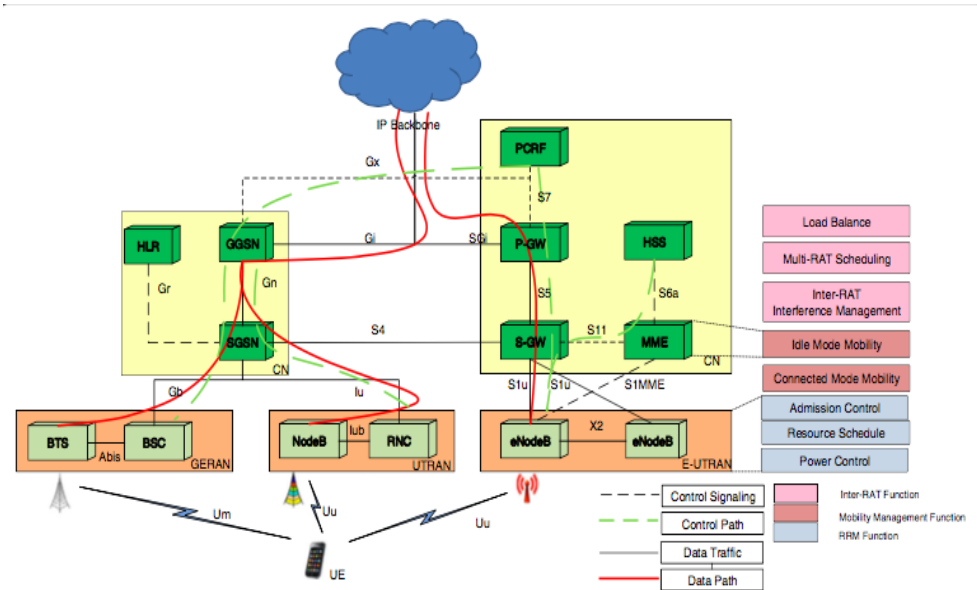 IP Backbone
PCRF
Gx
S7
HLR
GGSN
Gi
SGi
P-GW
HSS
Load Balance
Multi-RAT Scheduling
Gr
Gn
S5
S6a
Inter-RAT
Interference Management
SGSN
S4
S-GW
S11
MME
Idle Mode Mobility
CN
CN
Gb
Iu
S1u
S1u
S1MME
Connected Mode Mobility
BTS
Abis
BSC
GERAN
NodeB
Iub
RNC
UTRAN
eNodeB
X2
eNodeB
E-UTRAN
Admission Control
Resource Schedule
Power Control
Um
Uu
Uu
UE
Control Signaling
Control Path
Data Traffic
Data Path
Inter-RAT Function
Mobility Management Function
RRM Function